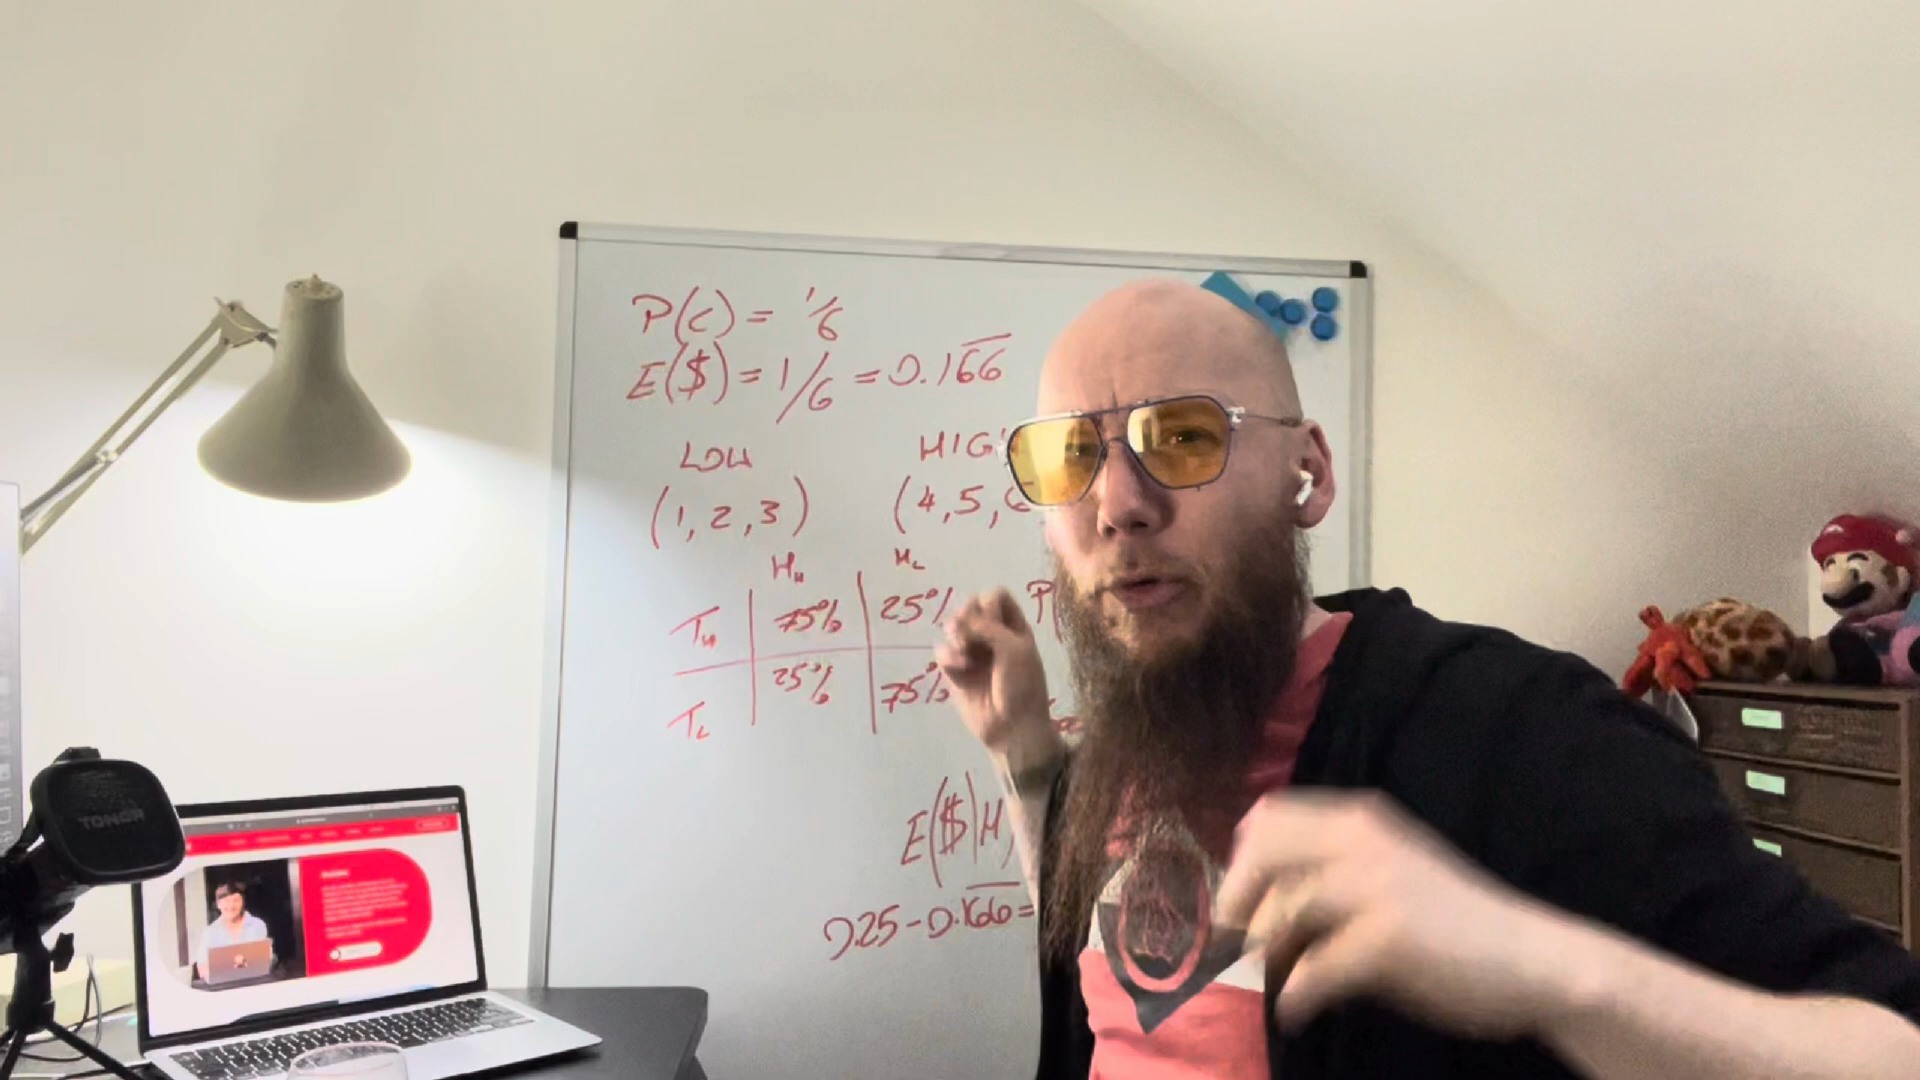 P(C) = 1/6
E($) = 1/6 = 0.166
LOW HIG
(1, 2, 3) (4, 5,
H_H H_L
T_H 75% 25% P
T_L 25% 75%
E($|H,
0.25 - 0.166 =
TONOR